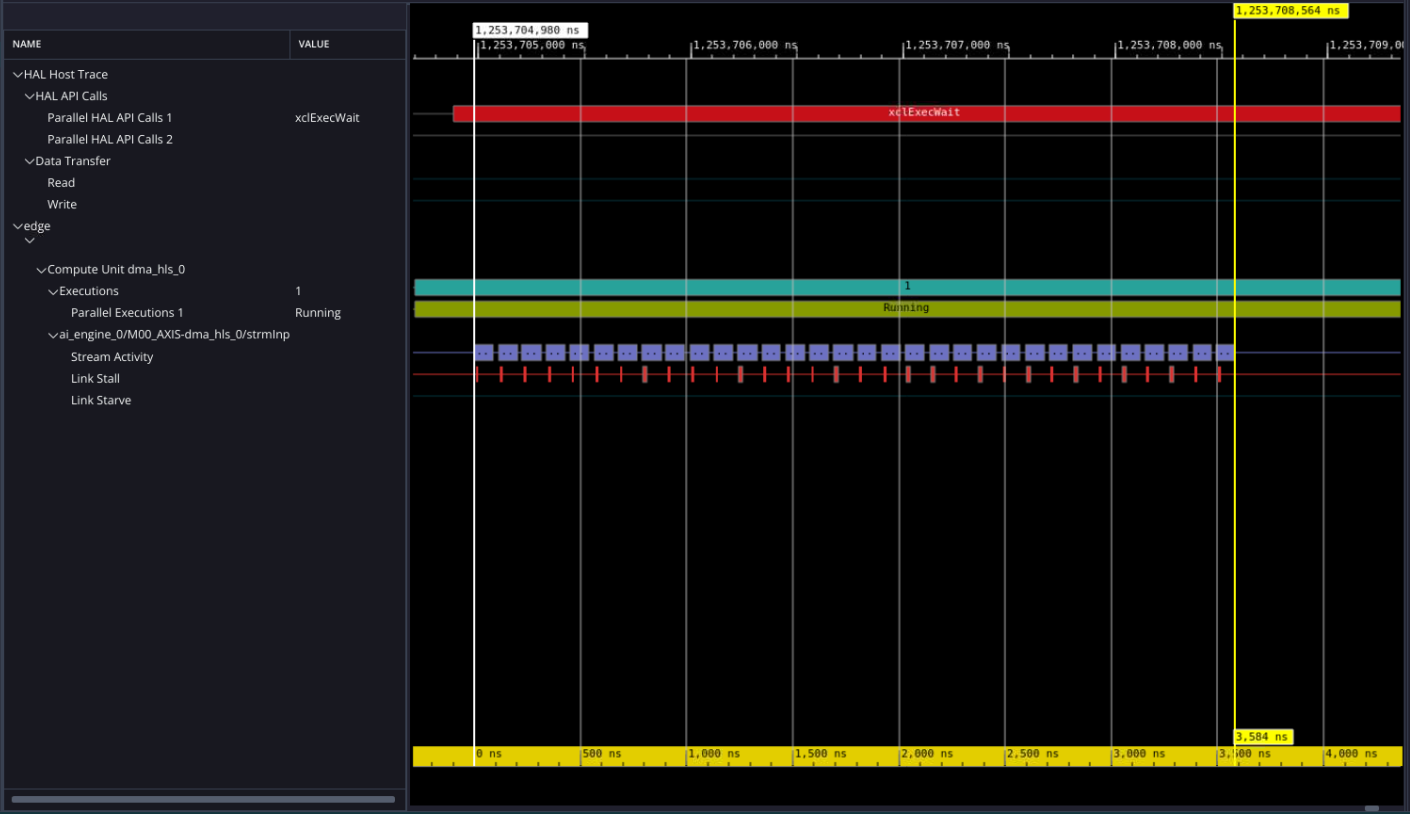 1,253,708,564 ns
1,253,704,980 ns
NAME VALUE
1,253,705,000 ns 1,253,706,000 ns 1,253,707,000 ns 1,253,708,000 ns 1,253,709,0
HAL Host Trace
HAL API Calls
Parallel HAL API Calls 1 xclExecWait xclExecWait
Parallel HAL API Calls 2
Data Transfer
Read
Write
edge
Compute Unit dma_hls_0
Executions 1 1
Parallel Executions 1 Running Running
ai_engine_0/M00_AXIS-dma_hls_0/strmInp
Stream Activity
Link Stall
Link Starve
3,584 ns
0 ns 500 ns 1,000 ns 1,500 ns 2,000 ns 2,500 ns 3,000 ns 3,500 ns 4,000 ns